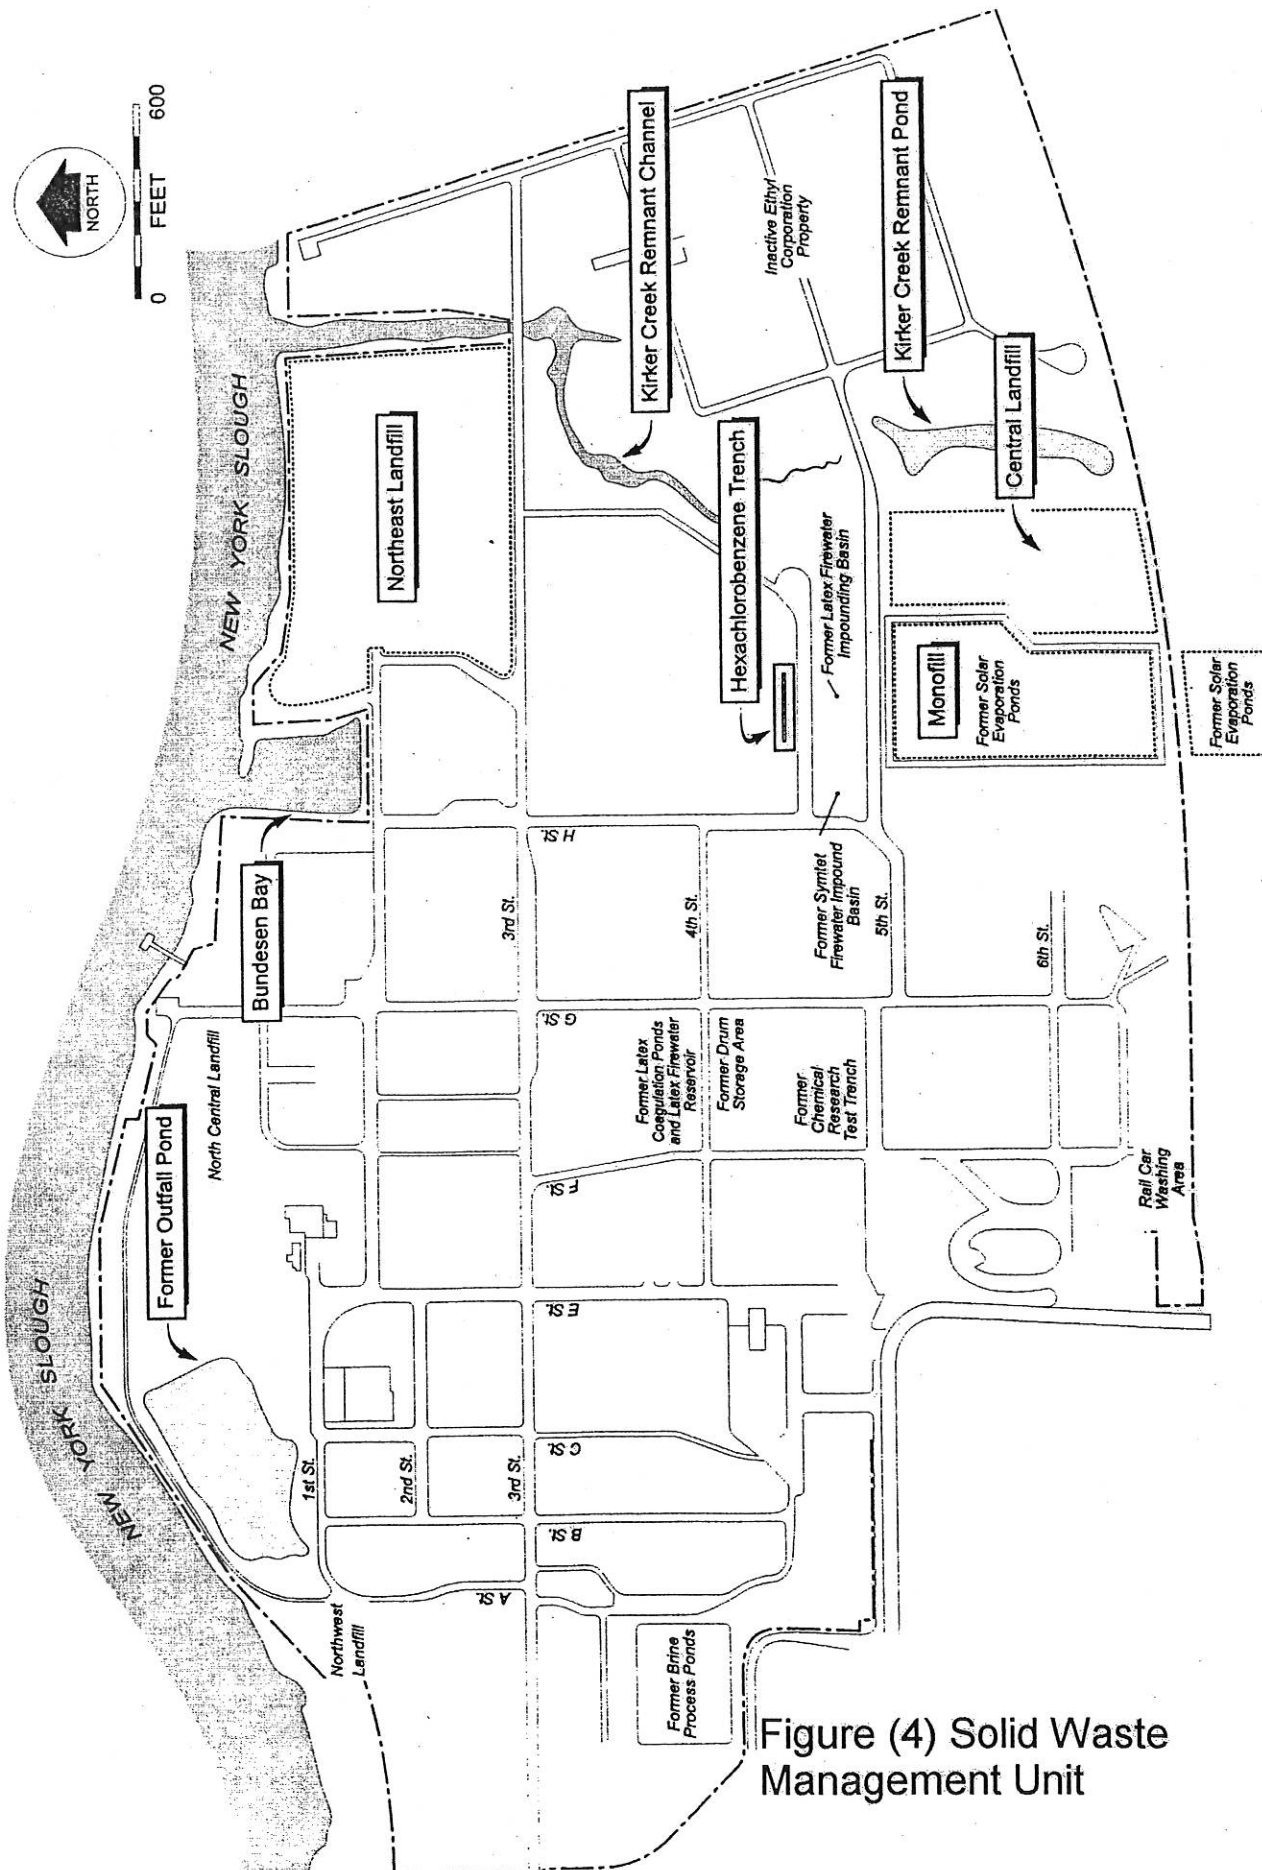 NORTH
0
FEET
600
NEW YORK SLOUGH
NEW YORK SLOUGH
Former Outfall Pond
North Central Landfill
Bundesen Bay
Northeast Landfill
Kirker Creek Remnant Channel
Hexachlorobenzene Trench
Inactive Ethyl
Corporation
Property
Kirker Creek Remnant Pond
Central Landfill
Former Latex Firewater
Impounding Basin
Monofill
Former Solar
Evaporation
Ponds
Former Solar
Evaporation
Ponds
Former Symtet
Firewater Impound
Basin
Former Latex
Coagulation Ponds
and Latex Firewater
Reservoir
Former Drum
Storage Area
Former
Chemical
Research
Test Trench
Rail Car
Washing
Area
Northwest
Landfill
Former Brine
Process Ponds
1st St.
2nd St.
3rd St.
3rd St.
4th St.
5th St.
6th St.
A St.
B St.
C St.
E St.
F St.
G St.
H St.
Figure (4) Solid Waste
Management Unit